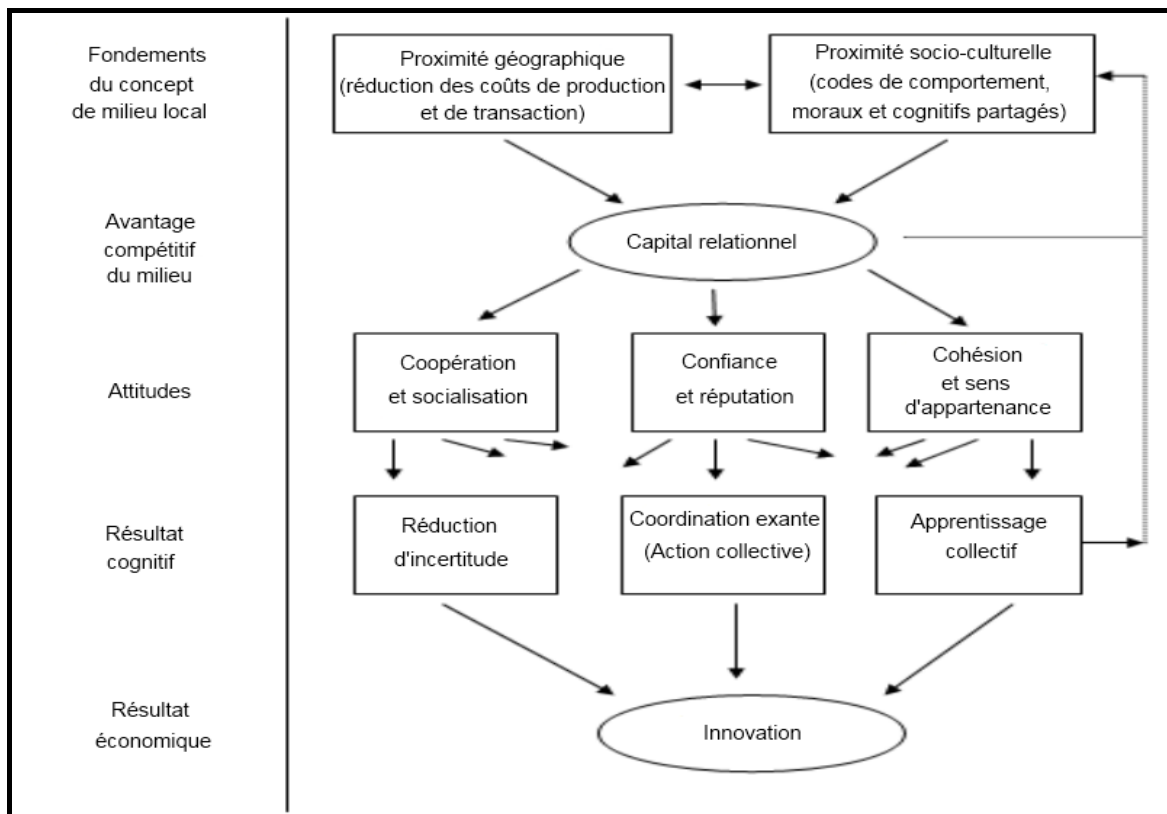 Fondements
du concept
de milieu local
Proximité géographique
(réduction des coûts de production
et de transaction)
Proximité socio-culturelle
(codes de comportement,
moraux et cognitifs partagés)
Avantage
compétitif
du milieu
Capital relationnel
Attitudes
Coopération
et socialisation
Confiance
et réputation
Cohésion
et sens
d'appartenance
Résultat
cognitif
Réduction
d'incertitude
Coordination exante
(Action collective)
Apprentissage
collectif
Résultat
économique
Innovation